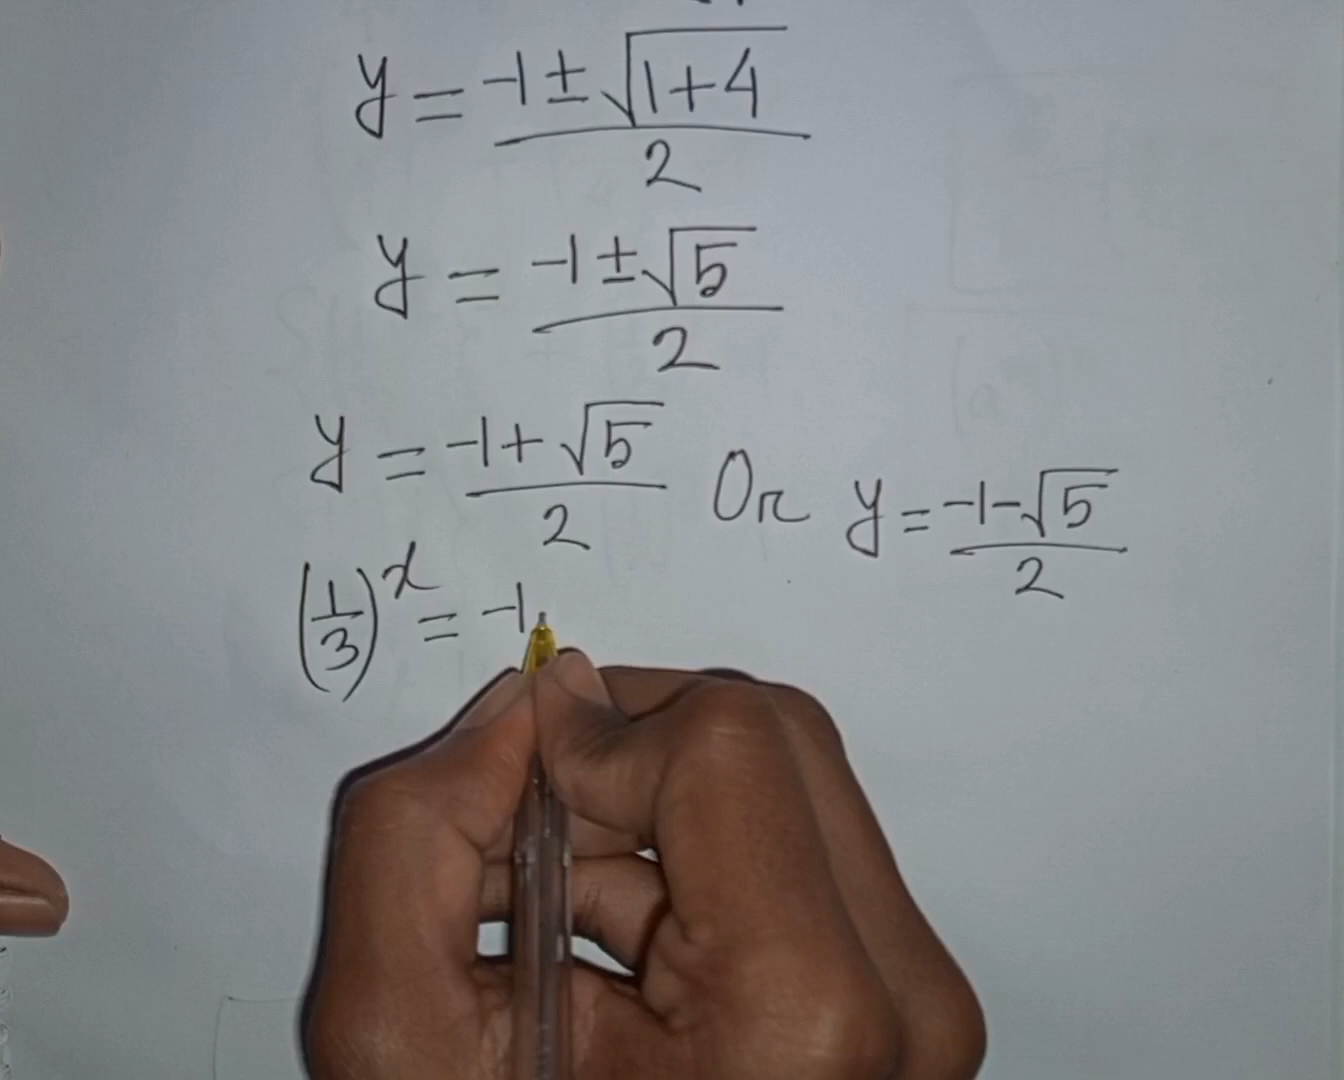 y = (-1 ± √(1+4))/2
y = (-1 ± √5)/2
y = (-1 + √5)/2 Or y = (-1 - √5)/2
(1/3)^x = -1